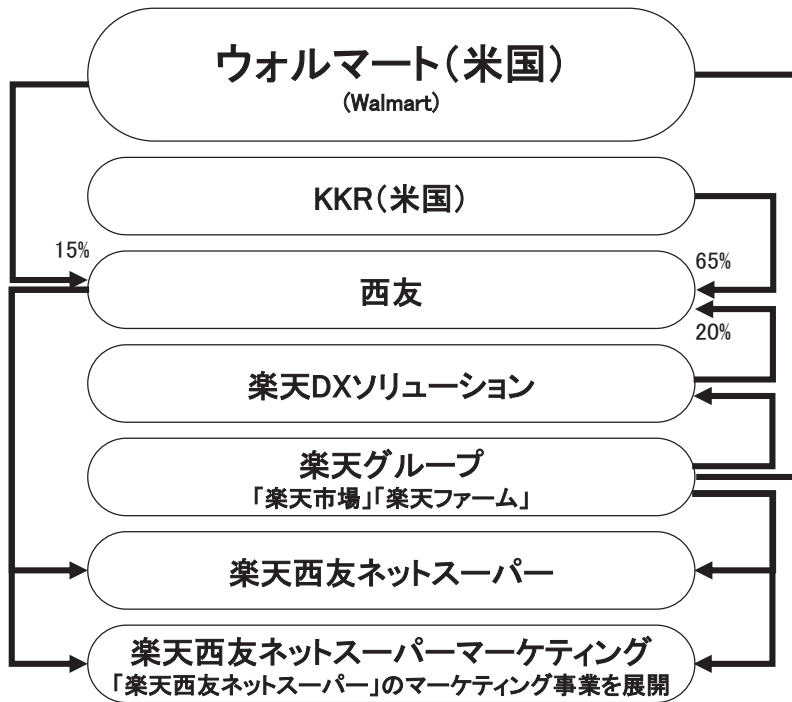 ウォルマート（米国）
(Walmart)
KKR（米国）
15%
西友
65%
20%
楽天DXソリューション
楽天グループ
「楽天市場」「楽天ファーム」
楽天西友ネットスーパー
楽天西友ネットスーパーマーケティング
「楽天西友ネットスーパー」のマーケティング事業を展開